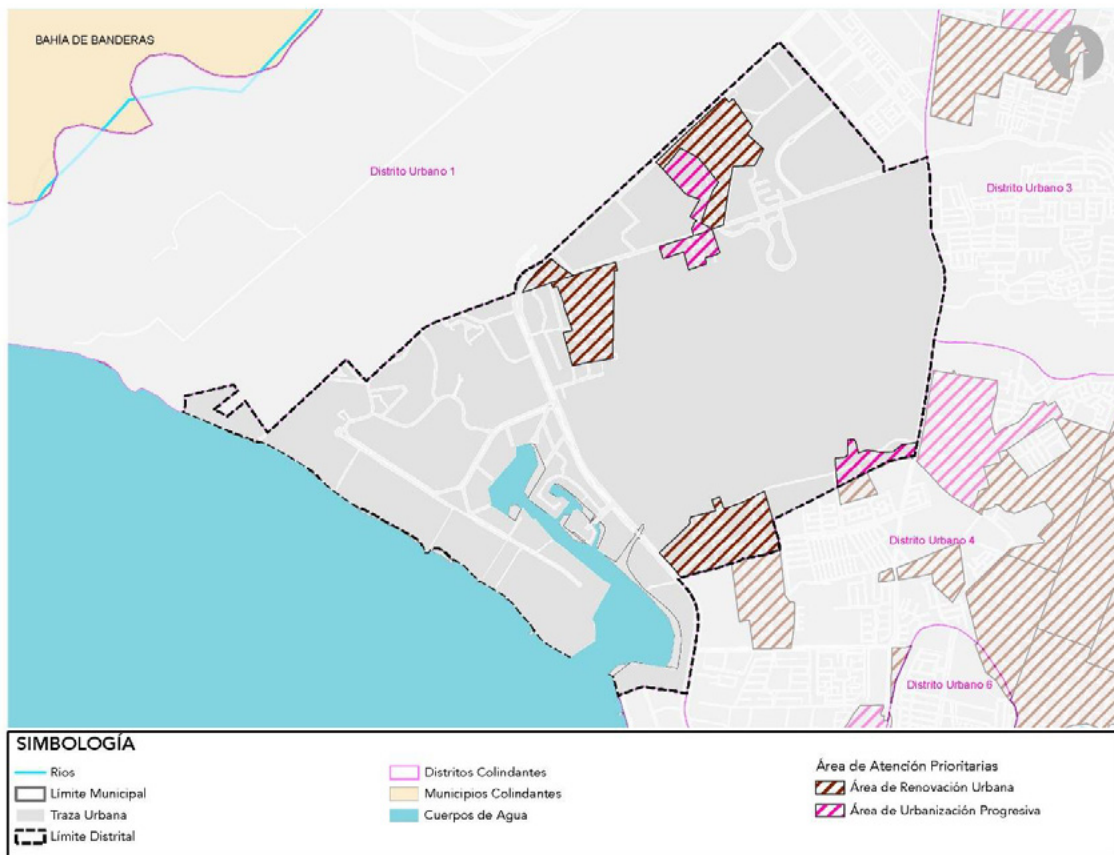 BAHÍA DE BANDERAS
Distrito Urbano 1
Distrito Urbano 3
Distrito Urbano 4
Distrito Urbano 6
SIMBOLOGÍA
Rios
Límite Municipal
Traza Urbana
Límite Distrital
Distritos Colindantes
Municipios Colindantes
Cuerpos de Agua
Área de Atención Prioritarias
Área de Renovación Urbana
Área de Urbanización Progresiva